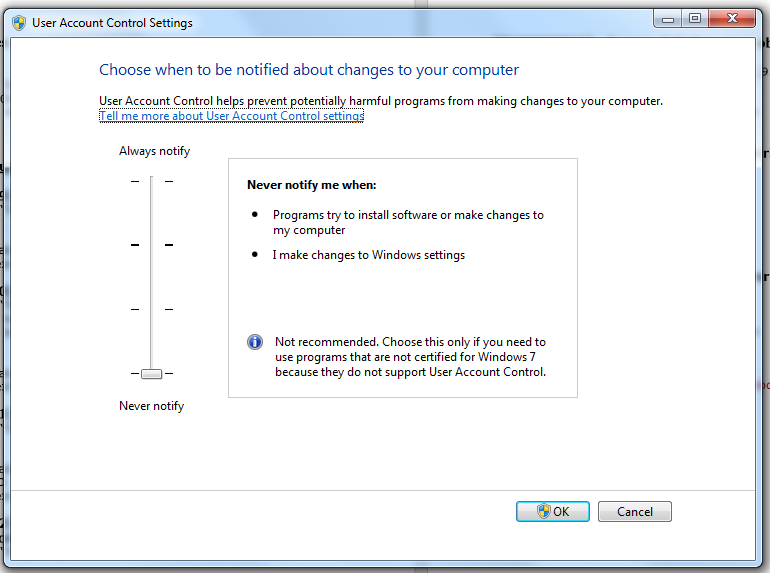 User Account Control Settings
Choose when to be notified about changes to your computer
User Account Control helps prevent potentially harmful programs from making changes to your computer.
Tell me more about User Account Control settings
Always notify
Never notify me when:
Programs try to install software or make changes to
my computer
I make changes to Windows settings
Not recommended. Choose this only if you need to
use programs that are not certified for Windows 7
because they do not support User Account Control.
Never notify
OK
Cancel